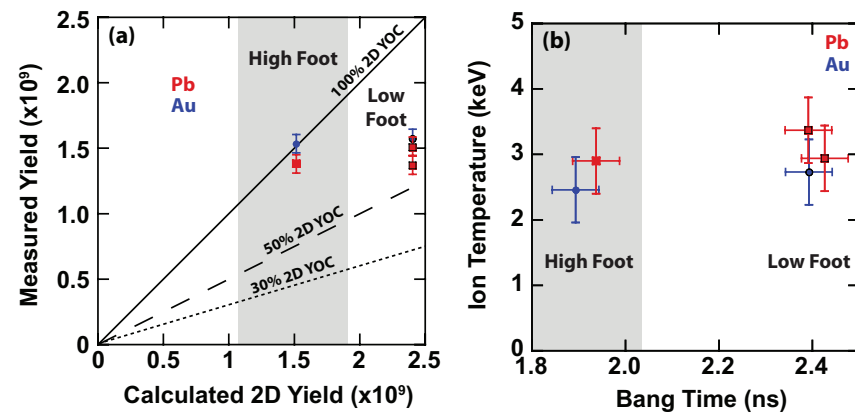 (a)
High Foot
100% 2D YOC
Pb
Au
Low
Foot
50% 2D YOC
30% 2D YOC
2.5
2.0
1.5
1.0
0.5
0
0
0.5
1
1.5
2
2.5
Measured Yield (x10⁹)
Calculated 2D Yield (x10⁹)
(b)
Pb
Au
High Foot
Low Foot
5
4
3
2
1
0
1.8
2.0
2.2
2.4
Ion Temperature (keV)
Bang Time (ns)